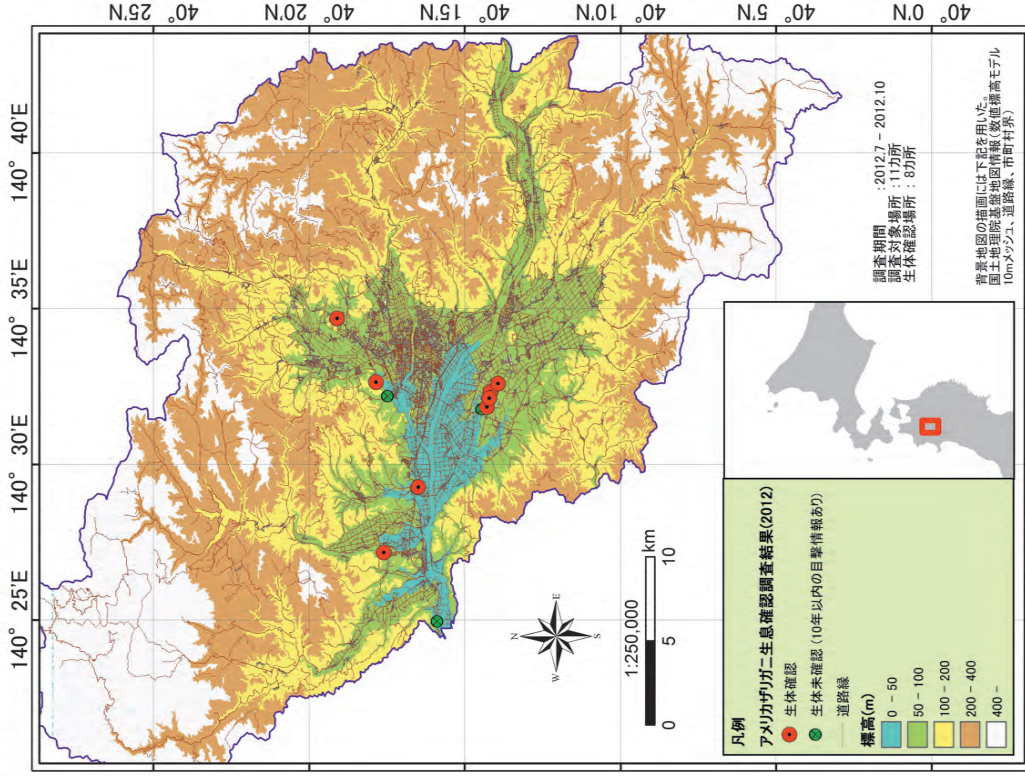 140° 25'E
140° 30'E
140° 35'E
140° 40'E
40° 25'N
40° 20'N
40° 15'N
40° 10'N
40° 5'N
40° 0'N
N
W
E
S
1:250,000
0 5 10 km
調査期間 :2012.7 - 2012.10
調査対象場所 :11カ所
生体確認場所 : 8カ所
背景地図の描画には下記を用いた。
国土地理院基盤地図情報(数値標高モデル
10mメッシュ、道路縁、市町村界)
凡例
アメリカザリガニ生息確認調査結果(2012)
生体確認
生体未確認 (10年以内の目撃情報あり)
道路縁
標高(m)
0 - 50
50 - 100
100 - 200
200 - 400
400 -